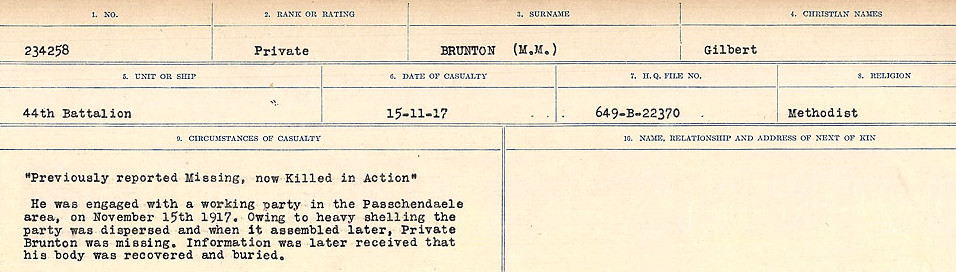 1. NO. 2. RANK OR RATING 3. SURNAME 4. CHRISTIAN NAMES
234258 Private BRUNTON (M.M.) Gilbert
5. UNIT OR SHIP 6. DATE OF CASUALTY 7. H. Q. FILE NO. 8. RELIGION
44th Battalion 15-11-17 649-B-22370 Methodist
9. CIRCUMSTANCES OF CASUALTY 10. NAME, RELATIONSHIP AND ADDRESS OF NEXT OF KIN
"Previously reported Missing, now Killed in Action"
He was engaged with a working party in the Passchendaele
area, on November 15th 1917. Owing to heavy shelling the
party was dispersed and when it assembled later, Private
Brunton was missing. Information was later received that
his body was recovered and buried.